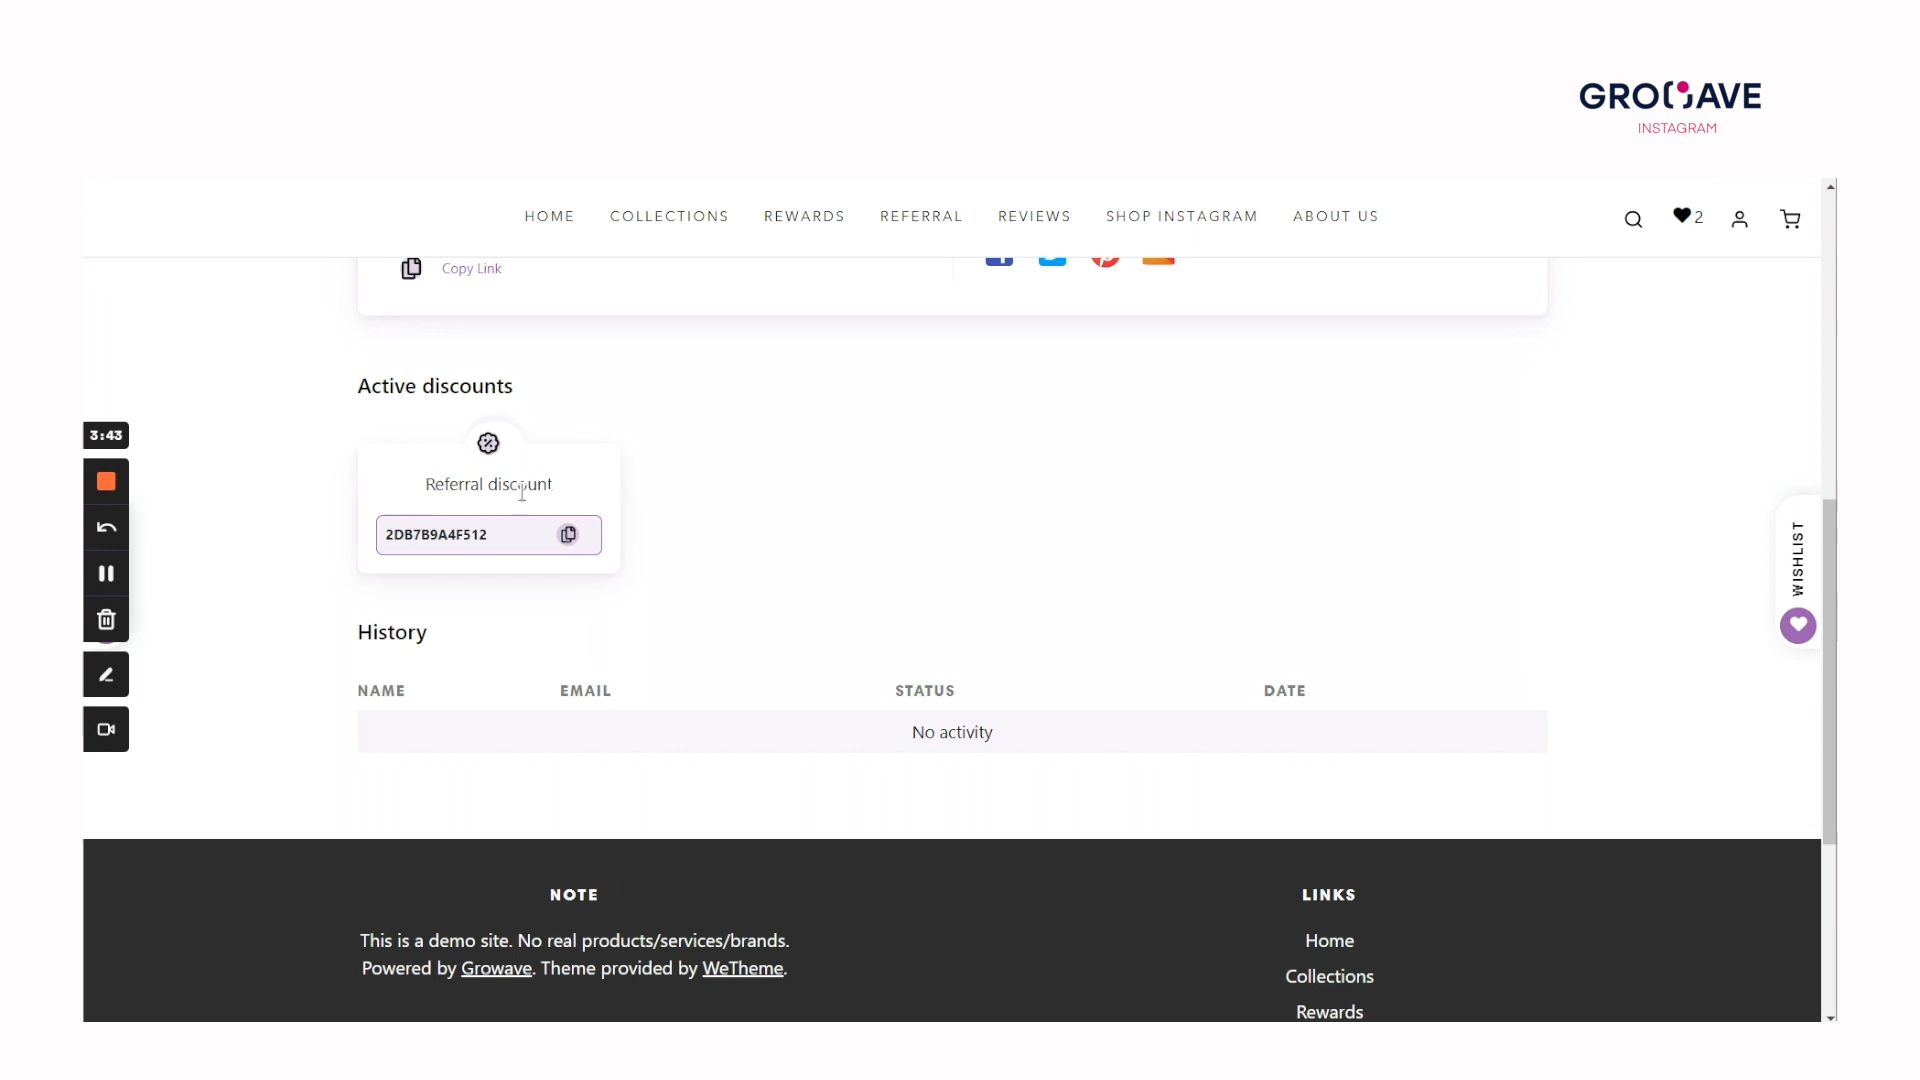 GROWAVE
INSTAGRAM
HOME COLLECTIONS REWARDS REFERRAL REVIEWS SHOP INSTAGRAM ABOUT US
2
Copy Link
Active discounts
3:43
Referral discount
2DB7B9A4F512
WISHLIST
History
NAME EMAIL STATUS DATE
No activity
NOTE
LINKS
This is a demo site. No real products/services/brands.
Powered by Growave. Theme provided by WeTheme.
Home
Collections
Rewards